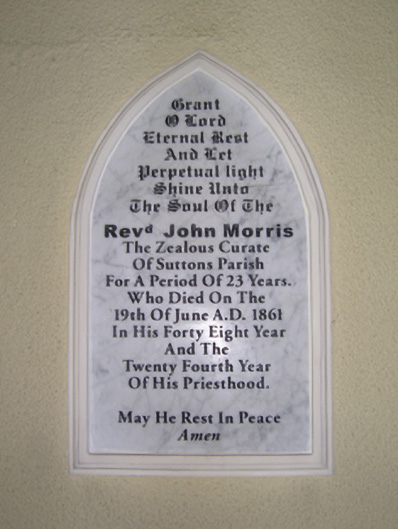 Grant
O Lord
Eternal Rest
And Let
Perpetual light
Shine Unto
The Soul Of The
Revd John Morris
The Zealous Curate
Of Suttons Parish
For A Period Of 23 Years.
Who Died On The
19th Of June A.D. 1861
In His Forty Eight Year
And The
Twenty Fourth Year
Of His Priesthood.
May He Rest In Peace
Amen